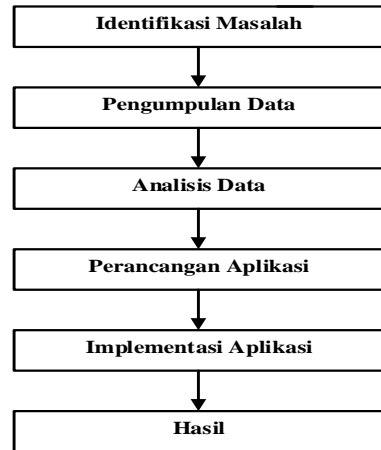 Identifikasi Masalah
Pengumpulan Data
Analisis Data
Perancangan Aplikasi
Implementasi Aplikasi
Hasil